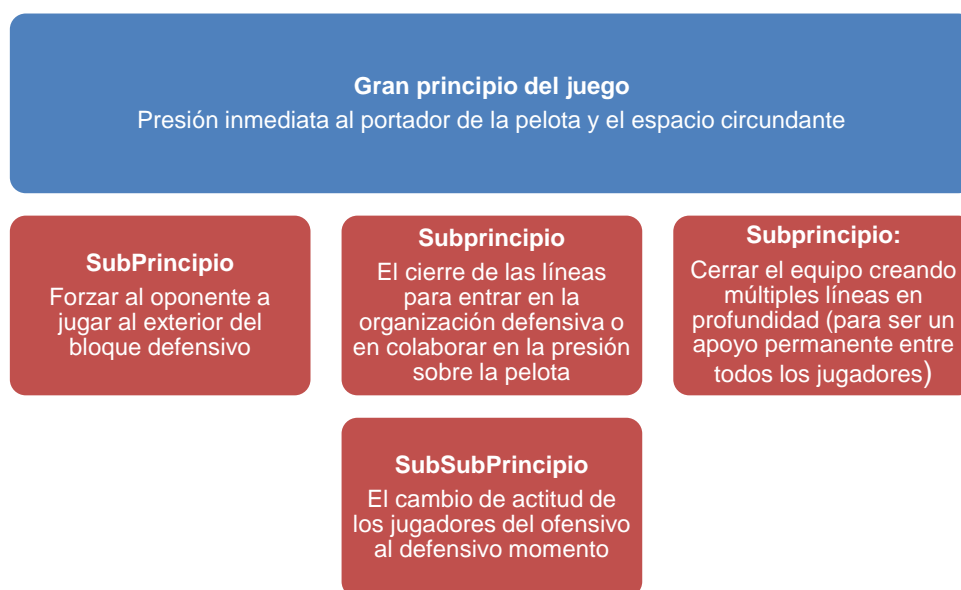 Gran principio del juego
Presión inmediata al portador de la pelota y el espacio circundante
SubPrincipio
Forzar al oponente a
jugar al exterior del
bloque defensivo
Subprincipio
El cierre de las líneas
para entrar en la
organización defensiva o
en colaborar en la presión
sobre la pelota
Subprincipio:
Cerrar el equipo creando
múltiples líneas en
profundidad (para ser un
apoyo permanente entre
todos los jugadores)
SubSubPrincipio
El cambio de actitud de
los jugadores del ofensivo
al defensivo momento